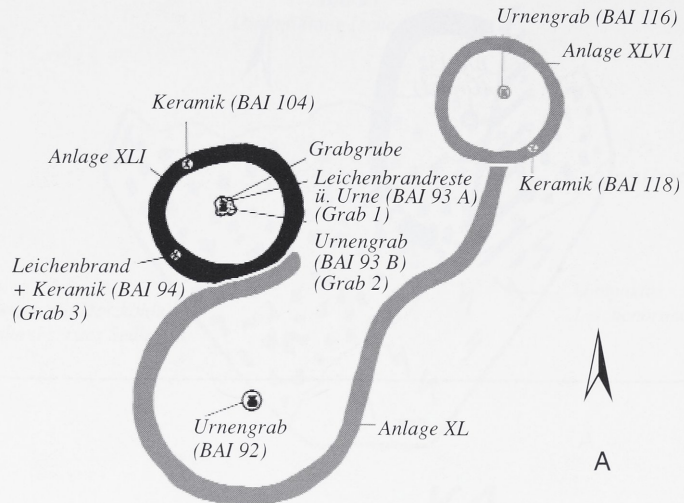 Urnengrab (BAI 116)
Anlage XLVI
Keramik (BAI 104)
Anlage XLI
Grabgrube
Leichenbrandreste
ü. Urne (BAI 93 A)
(Grab 1)
Keramik (BAI 118)
Urnengrab
(BAI 93 B)
(Grab 2)
Leichenbrand
+ Keramik (BAI 94)
(Grab 3)
Urnengrab
(BAI 92)
Anlage XL
A